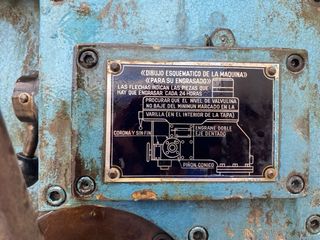 «DIBUJO ESQUEMATICO DE LA MAQUINA»
«PARA SU ENGRASADO»
LAS FLECHAS INDICAN LAS PIEZAS QUE
HAY QUE ENGRASAR CADA 24 HORAS
PROCURAR QUE EL NIVEL DE VALVULINA
NO BAJE DEL MINIMUN MARCADO EN LA
VARILLA (EN EL INTERIOR DE LA TAPA)
CORONA Y SIN FIN
ENGRANE DOBLE
EJE DENTADO
PIÑON CONICO